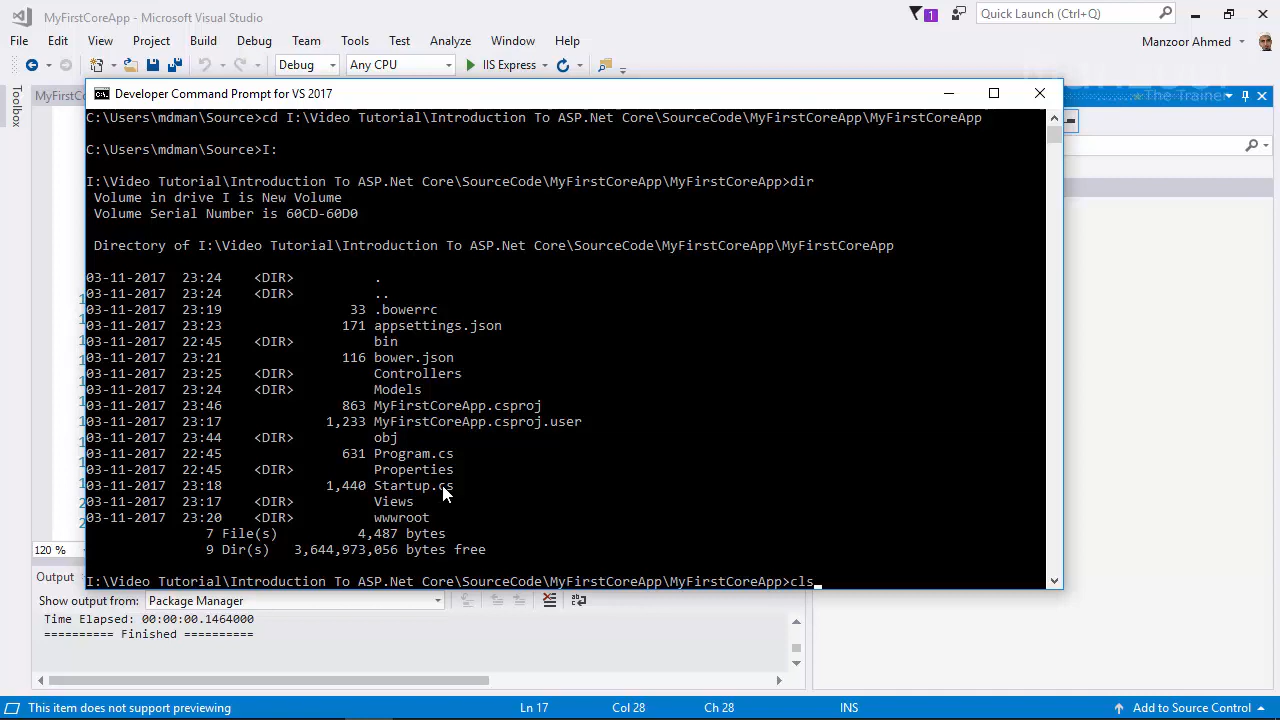 MyFirstCoreApp - Microsoft Visual Studio
1
Quick Launch (Ctrl+Q)
File Edit View Project Build Debug Team Tools Test Analyze Window Help
Manzoor Ahmed
Debug Any CPU IIS Express
Toolbox
MyFirstCo
The Trainer
Developer Command Prompt for VS 2017
C:\Users\mdman\Source>cd I:\Video Tutorial\Introduction To ASP.Net Core\SourceCode\MyFirstCoreApp\MyFirstCoreApp
C:\Users\mdman\Source>I:
I:\Video Tutorial\Introduction To ASP.Net Core\SourceCode\MyFirstCoreApp\MyFirstCoreApp>dir
Volume in drive I is New Volume
Volume Serial Number is 60CD-60D0
Directory of I:\Video Tutorial\Introduction To ASP.Net Core\SourceCode\MyFirstCoreApp\MyFirstCoreApp
03-11-2017 23:24 <DIR> .
03-11-2017 23:24 <DIR> ..
03-11-2017 23:19 33 .bowerrc
03-11-2017 23:23 171 appsettings.json
03-11-2017 22:45 <DIR> bin
03-11-2017 23:21 116 bower.json
03-11-2017 23:25 <DIR> Controllers
03-11-2017 23:24 <DIR> Models
03-11-2017 23:46 863 MyFirstCoreApp.csproj
03-11-2017 23:17 1,233 MyFirstCoreApp.csproj.user
03-11-2017 23:44 <DIR> obj
03-11-2017 22:45 631 Program.cs
03-11-2017 22:45 <DIR> Properties
03-11-2017 23:18 1,440 Startup.cs
03-11-2017 23:17 <DIR> Views
03-11-2017 23:20 <DIR> wwwroot
7 File(s) 4,487 bytes
9 Dir(s) 3,644,973,056 bytes free
I:\Video Tutorial\Introduction To ASP.Net Core\SourceCode\MyFirstCoreApp\MyFirstCoreApp>cls
120 %
Output
Show output from: Package Manager
Time Elapsed: 00:00:00.1464000
========== Finished ==========
This item does not support previewing Ln 17 Col 28 Ch 28 INS Add to Source Control